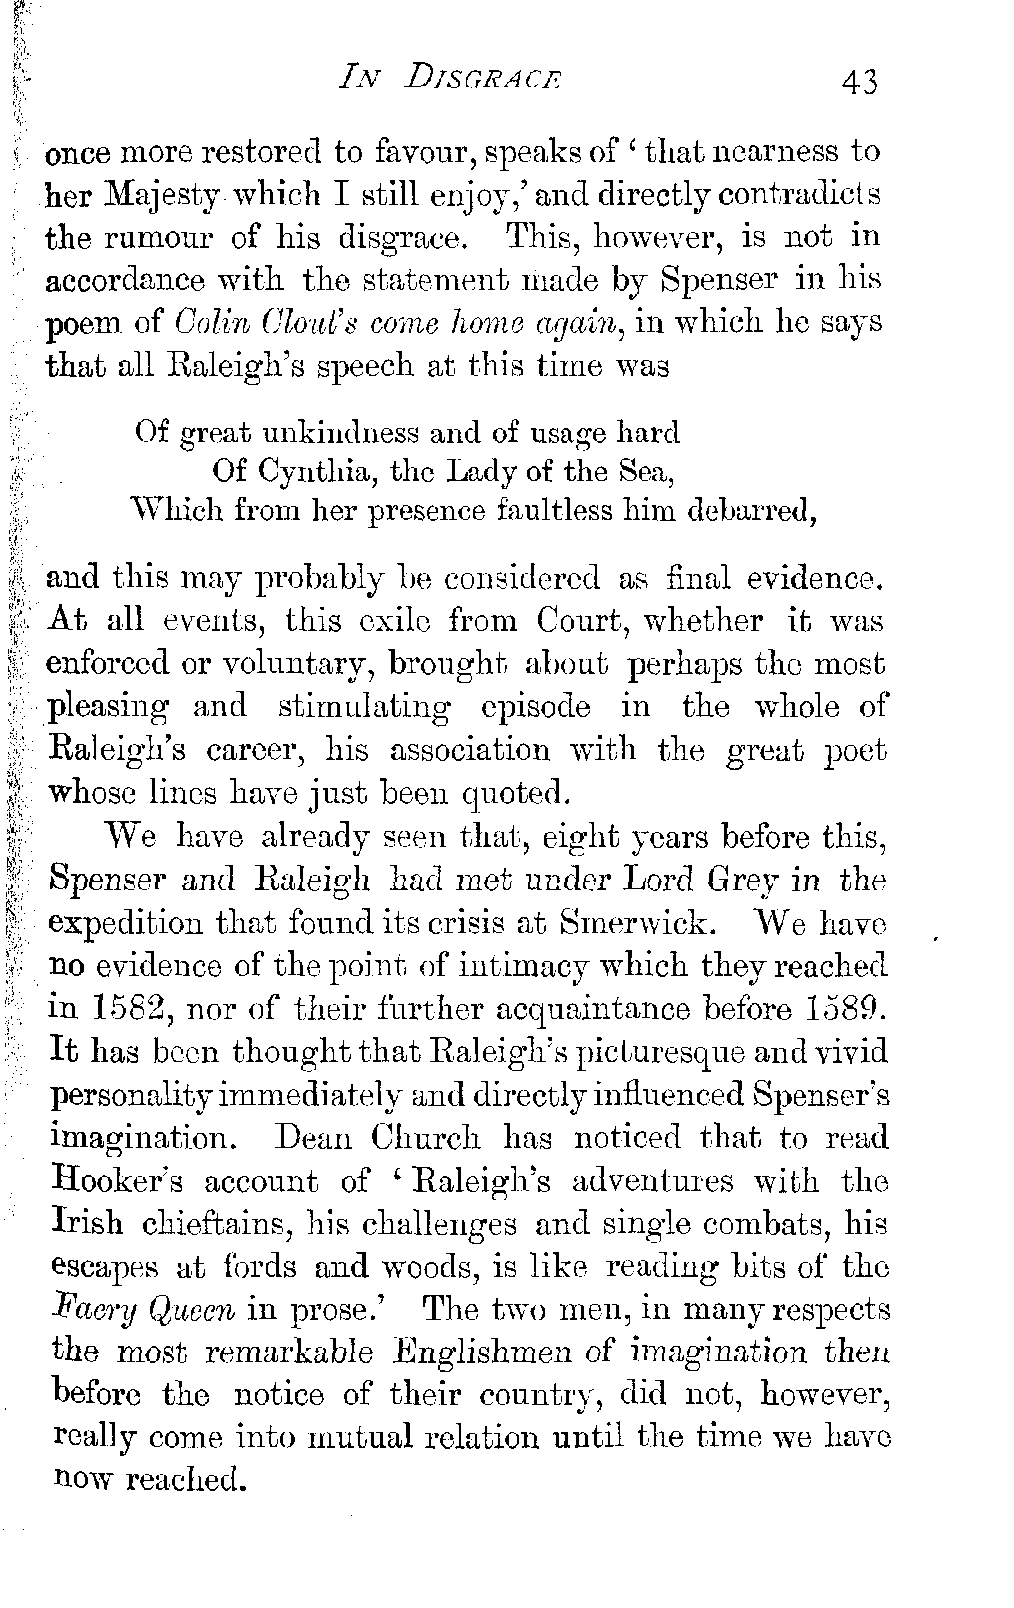 IN DISGRACE 43
once more restored to favour, speaks of ‘ that nearness to
her Majesty which I still enjoy,’ and directly contradicts
the rumour of his disgrace. This, however, is not in
accordance with the statement made by Spenser in his
poem of Colin Clout’s come home again, in which he says
that all Raleigh’s speech at this time was
Of great unkindness and of usage hard
Of Cynthia, the Lady of the Sea,
Which from her presence faultless him debarred,
and this may probably be considered as final evidence.
At all events, this exile from Court, whether it was
enforced or voluntary, brought about perhaps the most
pleasing and stimulating episode in the whole of
Raleigh’s career, his association with the great poet
whose lines have just been quoted.
We have already seen that, eight years before this,
Spenser and Raleigh had met under Lord Grey in the
expedition that found its crisis at Smerwick. We have
no evidence of the point of intimacy which they reached
in 1582, nor of their further acquaintance before 1589.
It has been thought that Raleigh’s picturesque and vivid
personality immediately and directly influenced Spenser’s
imagination. Dean Church has noticed that to read
Hooker’s account of ‘ Raleigh’s adventures with the
Irish chieftains, his challenges and single combats, his
escapes at fords and woods, is like reading bits of the
Faery Queen in prose.’ The two men, in many respects
the most remarkable Englishmen of imagination then
before the notice of their country, did not, however,
really come into mutual relation until the time we have
now reached.